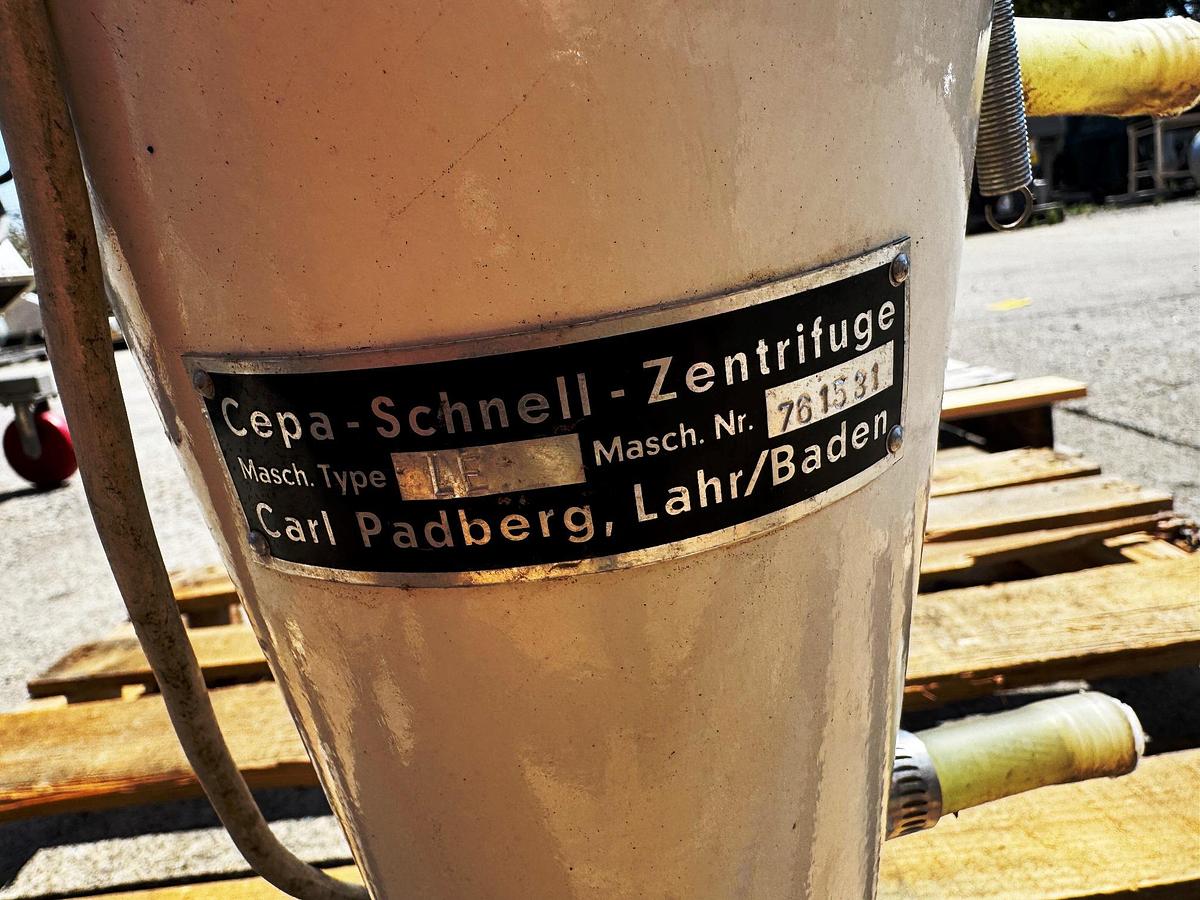 Cepa-Schnell-Zentrifuge
Masch. Type LE Masch. Nr. 761531
Carl Padberg, Lahr/Baden